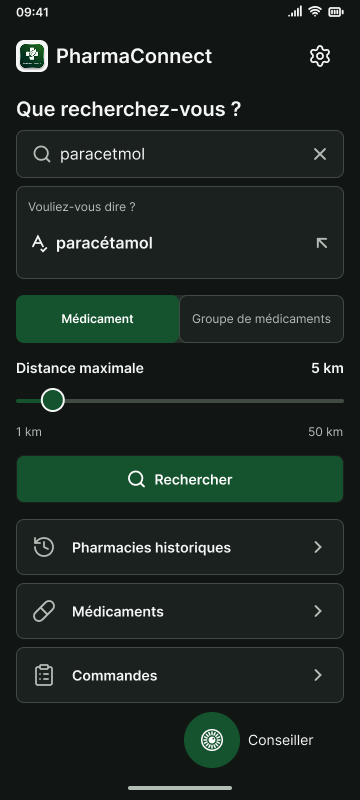 09:41
PharmaConnect
Que recherchez-vous ?
paracetmol
Vouliez-vous dire ?
paracétamol
Médicament
Groupe de médicaments
Distance maximale
5 km
1 km
50 km
Rechercher
Pharmacies historiques
Médicaments
Commandes
Conseiller